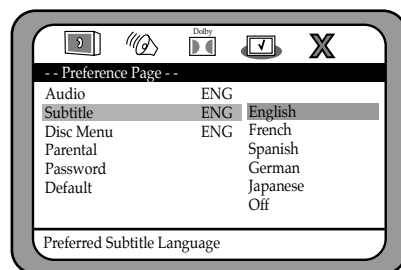 Dolby
- - Preference Page - -
Audio ENG
Subtitle ENG English
Disc Menu ENG French
Parental Spanish
Password German
Default Japanese
Off
Preferred Subtitle Language